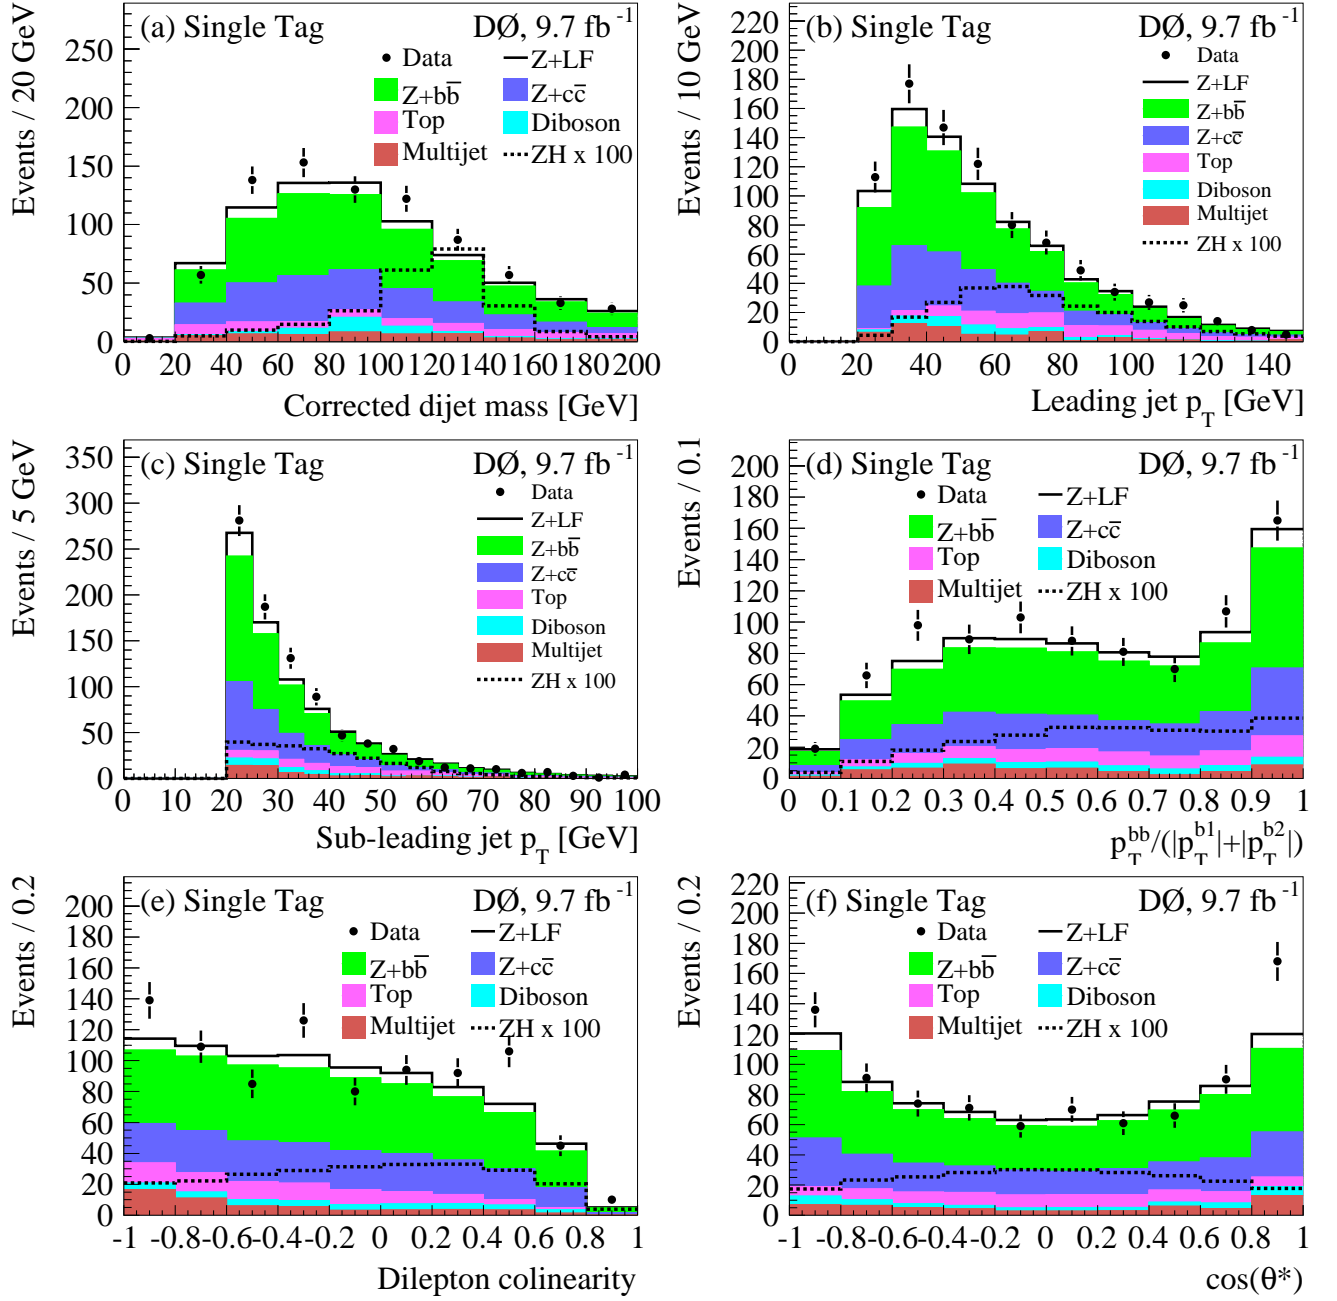 (a) Single Tag
DØ, 9.7 fb⁻¹
Data
Z+LF
Z+bb̅
Z+cc̅
Top
Diboson
Multijet
ZH x 100
Events / 20 GeV
0 50 100 150 200 250
0 20 40 60 80 100 120 140 160 180 200
Corrected dijet mass [GeV]
(b) Single Tag
DØ, 9.7 fb⁻¹
Data
Z+LF
Z+bb̅
Z+cc̅
Top
Diboson
Multijet
ZH x 100
Events / 10 GeV
0 20 40 60 80 100 120 140 160 180 200 220
0 20 40 60 80 100 120 140
Leading jet p_T [GeV]
(c) Single Tag
DØ, 9.7 fb⁻¹
Data
Z+LF
Z+bb̅
Z+cc̅
Top
Diboson
Multijet
ZH x 100
Events / 5 GeV
0 50 100 150 200 250 300 350
0 10 20 30 40 50 60 70 80 90 100
Sub-leading jet p_T [GeV]
(d) Single Tag
DØ, 9.7 fb⁻¹
Data
Z+LF
Z+bb̅
Z+cc̅
Top
Diboson
Multijet
ZH x 100
Events / 0.1
0 20 40 60 80 100 120 140 160 180 200
0 0.1 0.2 0.3 0.4 0.5 0.6 0.7 0.8 0.9 1
p_T^bb/(|p_T^b1|+|p_T^b2|)
(e) Single Tag
DØ, 9.7 fb⁻¹
Data
Z+LF
Z+bb̅
Z+cc̅
Top
Diboson
Multijet
ZH x 100
Events / 0.2
0 20 40 60 80 100 120 140 160 180 200
-1 -0.8 -0.6 -0.4 -0.2 0 0.2 0.4 0.6 0.8 1
Dilepton colinearity
(f) Single Tag
DØ, 9.7 fb⁻¹
Data
Z+LF
Z+bb̅
Z+cc̅
Top
Diboson
Multijet
ZH x 100
Events / 0.2
0 20 40 60 80 100 120 140 160 180 200 220
-1 -0.8 -0.6 -0.4 -0.2 0 0.2 0.4 0.6 0.8 1
cos(θ*)